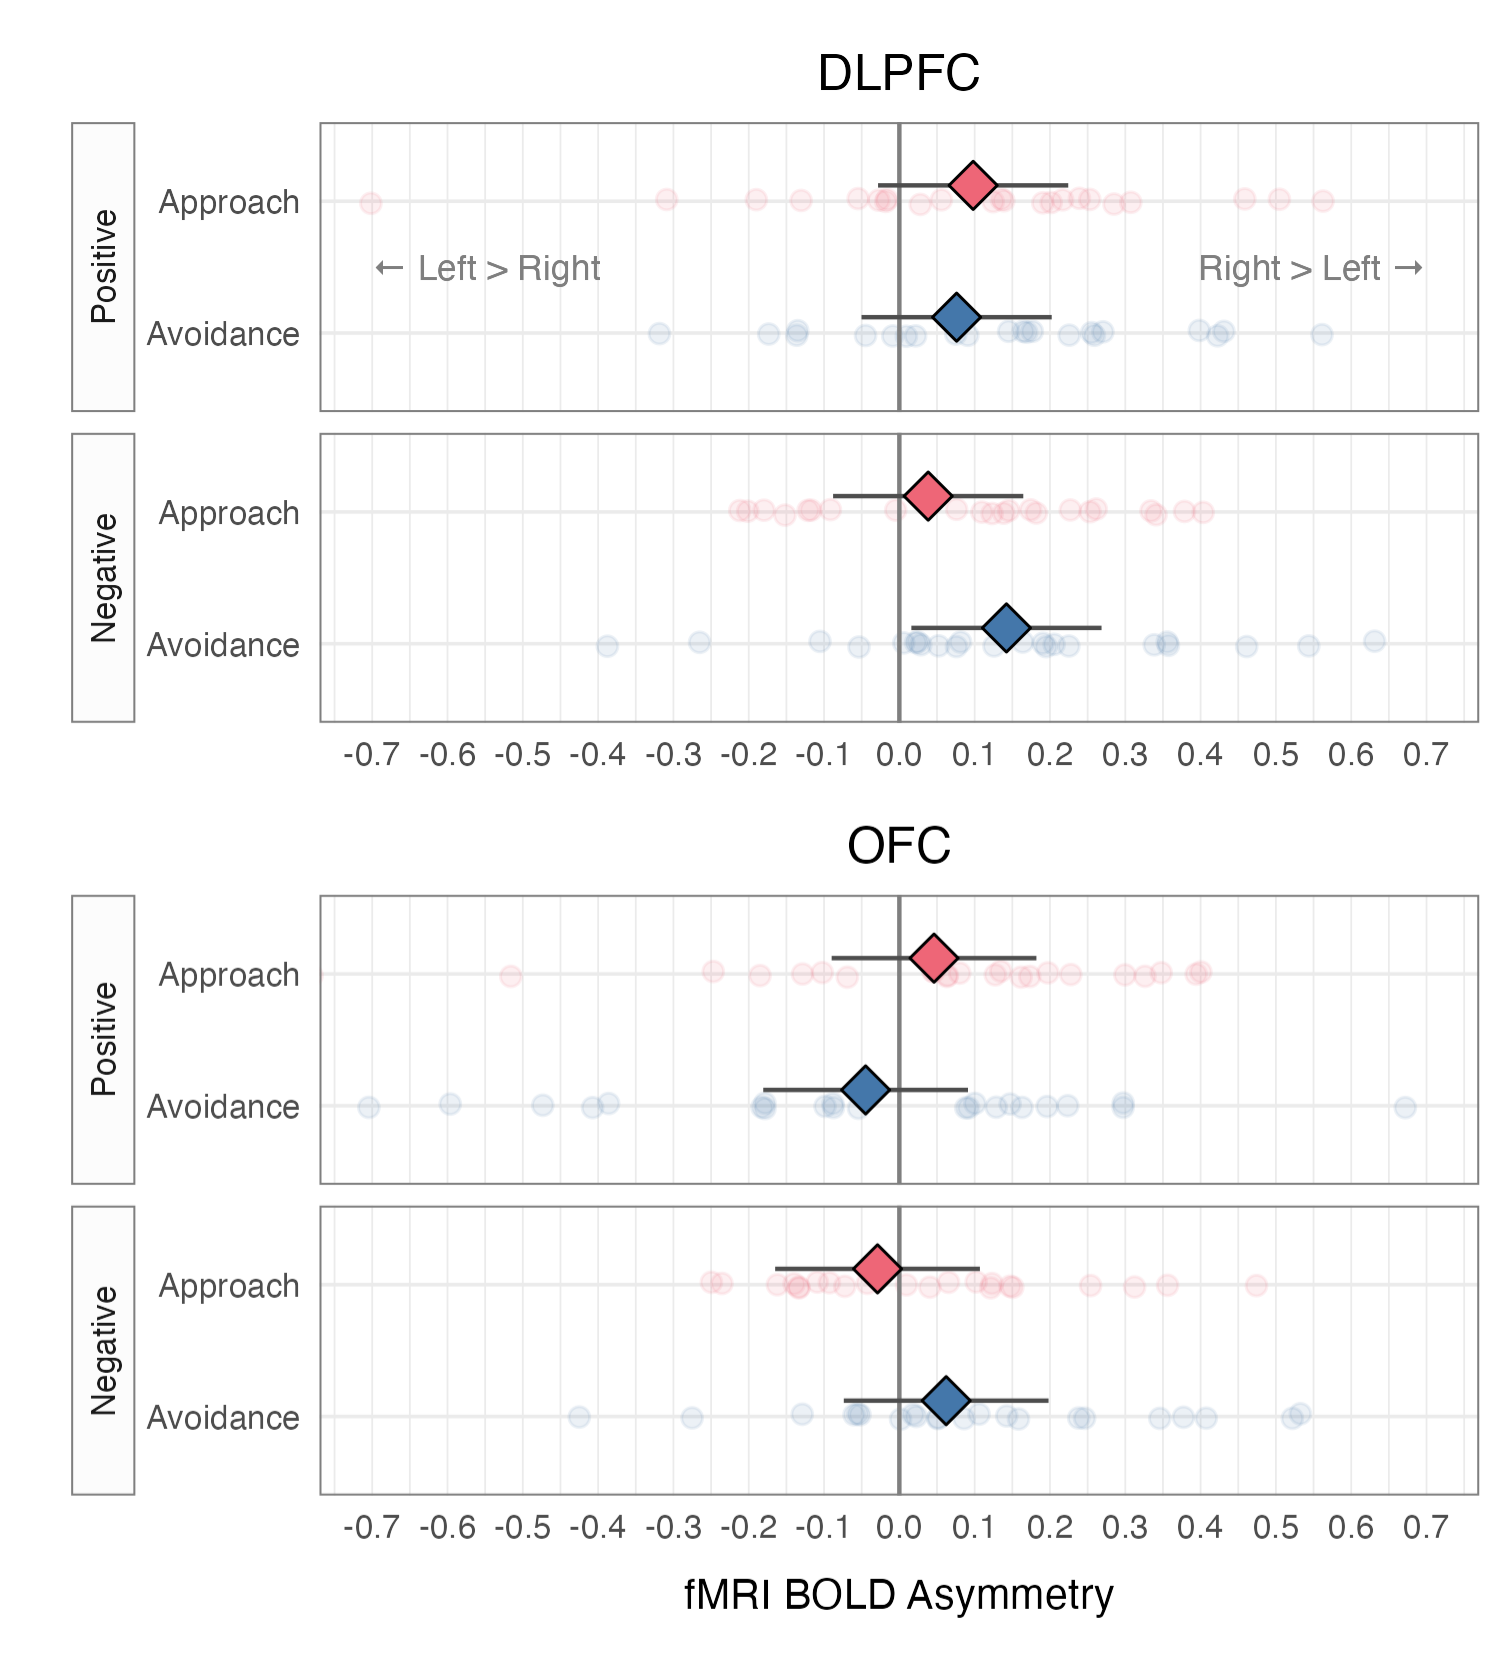 DLPFC
Positive
Approach
← Left > Right
Right > Left →
Avoidance
Negative
Approach
Avoidance
-0.7 -0.6 -0.5 -0.4 -0.3 -0.2 -0.1 0.0 0.1 0.2 0.3 0.4 0.5 0.6 0.7
OFC
Positive
Approach
Avoidance
Negative
Approach
Avoidance
-0.7 -0.6 -0.5 -0.4 -0.3 -0.2 -0.1 0.0 0.1 0.2 0.3 0.4 0.5 0.6 0.7
fMRI BOLD Asymmetry